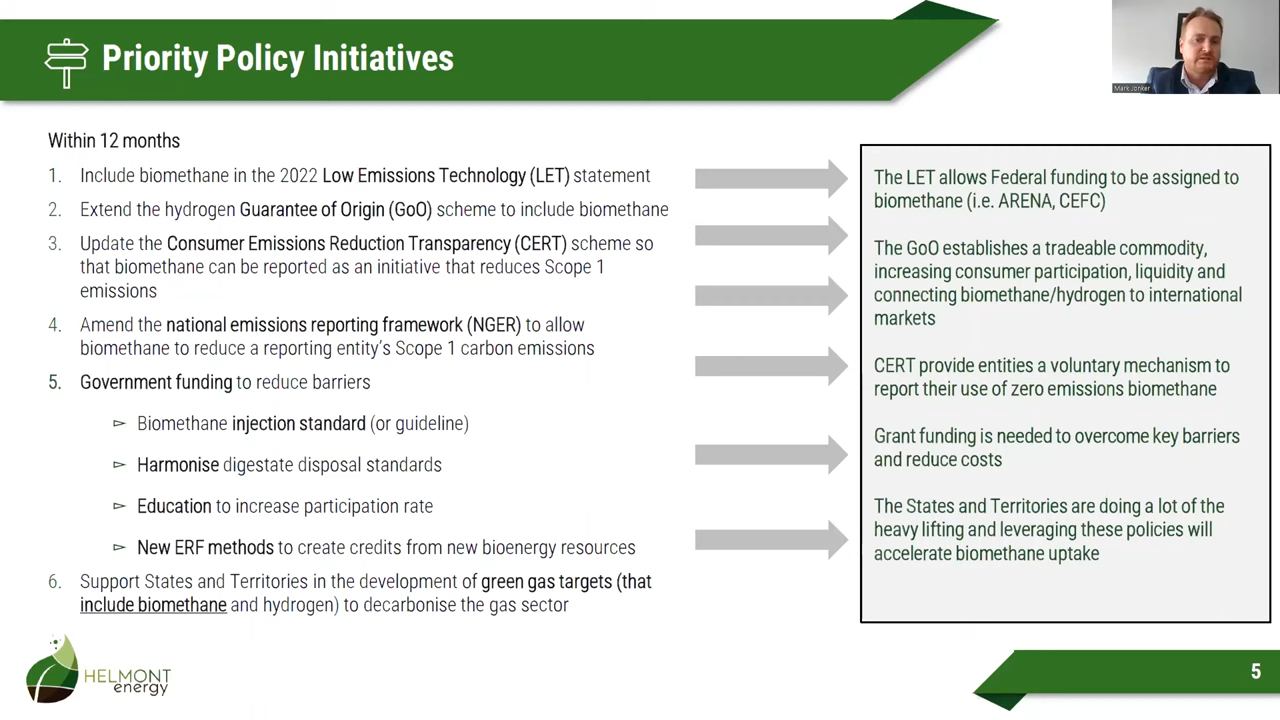 Priority Policy Initiatives
Mark Jonker
Within 12 months
1. Include biomethane in the 2022 Low Emissions Technology (LET) statement
2. Extend the hydrogen Guarantee of Origin (GoO) scheme to include biomethane
3. Update the Consumer Emissions Reduction Transparency (CERT) scheme so
that biomethane can be reported as an initiative that reduces Scope 1
emissions
4. Amend the national emissions reporting framework (NGER) to allow
biomethane to reduce a reporting entity's Scope 1 carbon emissions
5. Government funding to reduce barriers
▻ Biomethane injection standard (or guideline)
▻ Harmonise digestate disposal standards
▻ Education to increase participation rate
▻ New ERF methods to create credits from new bioenergy resources
6. Support States and Territories in the development of green gas targets (that
include biomethane and hydrogen) to decarbonise the gas sector
The LET allows Federal funding to be assigned to
biomethane (i.e. ARENA, CEFC)
The GoO establishes a tradeable commodity,
increasing consumer participation, liquidity and
connecting biomethane/hydrogen to international
markets
CERT provide entities a voluntary mechanism to
report their use of zero emissions biomethane
Grant funding is needed to overcome key barriers
and reduce costs
The States and Territories are doing a lot of the
heavy lifting and leveraging these policies will
accelerate biomethane uptake
HELMONT
energy
5